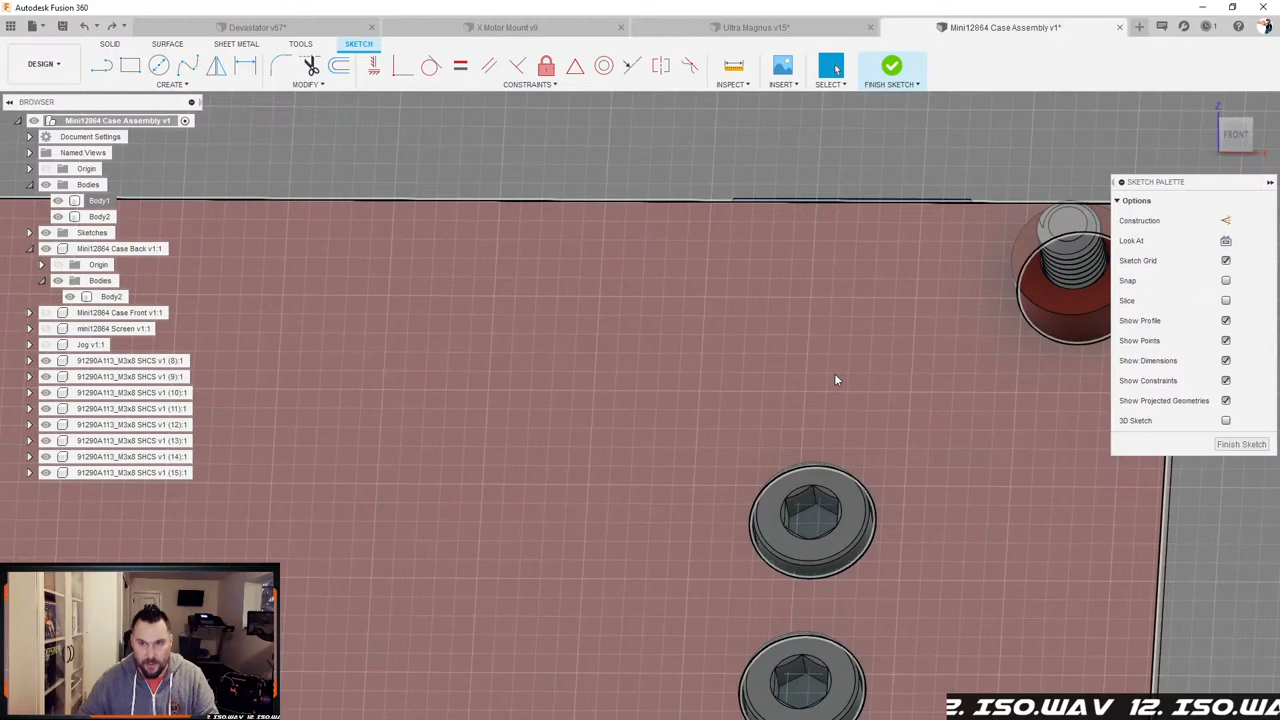 Autodesk Fusion 360
Devastator v67*
X Motor Mount v9
Ultra Magnus v15*
Mini12864 Case Assembly v1*
1
SOLID
SURFACE
SHEET METAL
TOOLS
SKETCH
DESIGN
CREATE
MODIFY
CONSTRAINTS
INSPECT
INSERT
SELECT
FINISH SKETCH
BROWSER
Mini12864 Case Assembly v1
Document Settings
Named Views
Origin
Bodies
Body1
Body2
Sketches
Mini12864 Case Back v1:1
Origin
Bodies
Body2
Mini12864 Case Front v1:1
mini12864 Screen v1:1
Jog v1:1
91290A113_M3x8 SHCS v1 (8):1
91290A113_M3x8 SHCS v1 (9):1
91290A113_M3x8 SHCS v1 (10):1
91290A113_M3x8 SHCS v1 (11):1
91290A113_M3x8 SHCS v1 (12):1
91290A113_M3x8 SHCS v1 (13):1
91290A113_M3x8 SHCS v1 (14):1
91290A113_M3x8 SHCS v1 (15):1
Z
FRONT
X
SKETCH PALETTE
Options
Construction
Look At
Sketch Grid
Snap
Slice
Show Profile
Show Points
Show Dimensions
Show Constraints
Show Projected Geometries
3D Sketch
Finish Sketch
2. ISO.WAV 12. ISO.WA